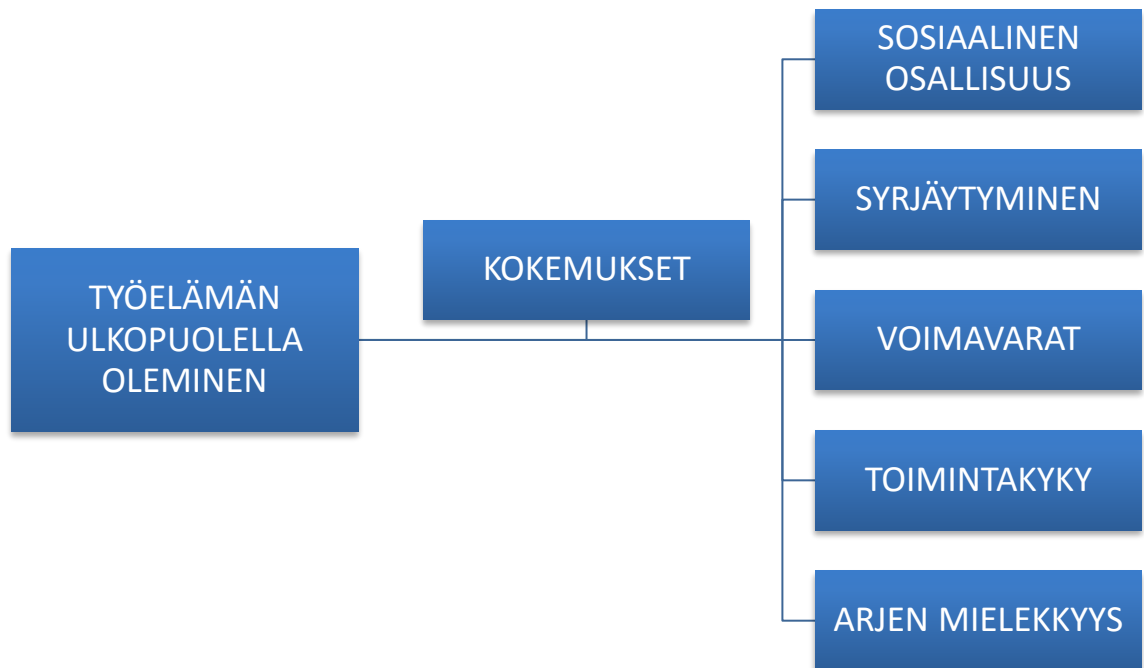 TYÖELÄMÄN
ULKOPUOLELLA
OLEMINEN
KOKEMUKSET
SOSIAALINEN
OSALLISUUS
SYRJÄYTYMINEN
VOIMAVARAT
TOIMINTAKYKY
ARJEN MIELEKKYYS